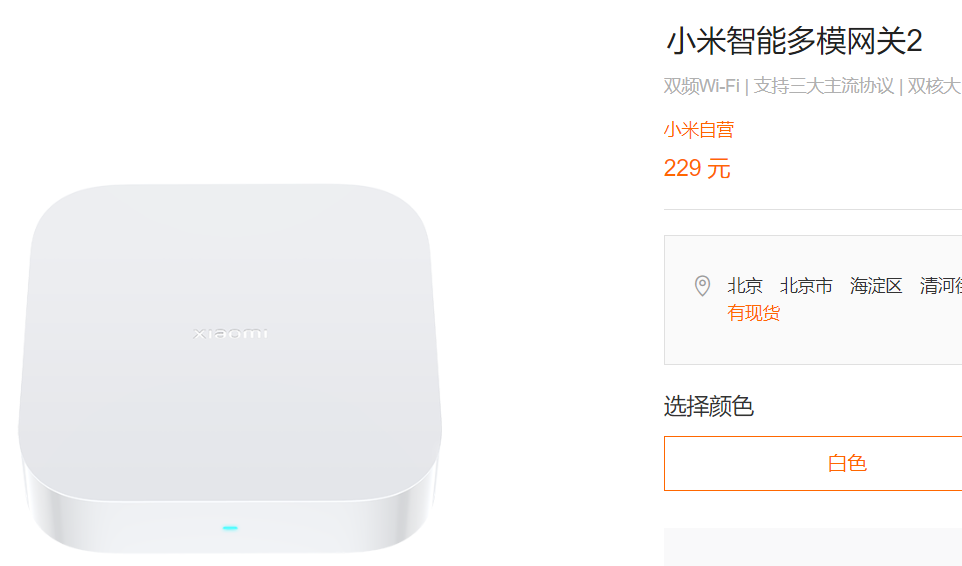 小米智能多模网关2
双频Wi-Fi | 支持三大主流协议 | 双核大
小米自营
229 元
北京 北京市 海淀区 清河
有现货
xiaomi
选择颜色
白色